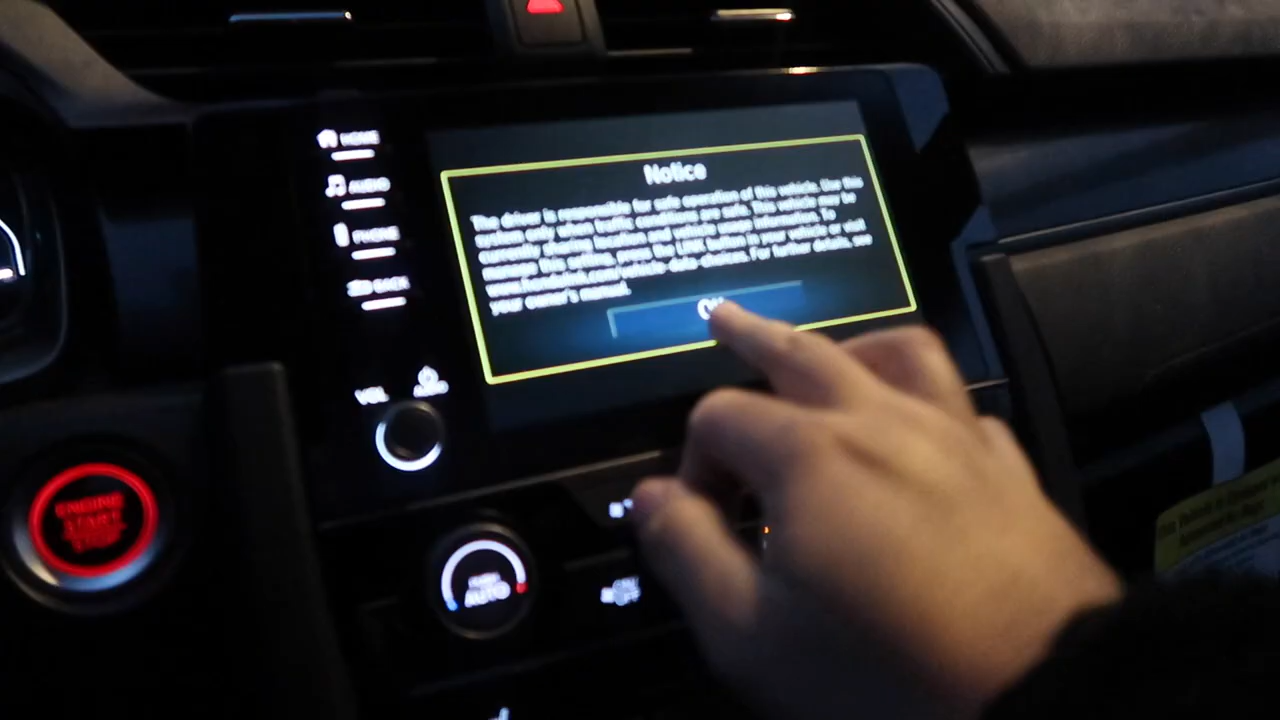 HOME
AUDIO
PHONE
BACK
VOL
AUDIO
Notice
The driver is responsible for safe operation of this vehicle. Use this
system only when traffic conditions are safe. This vehicle may be
currently sharing location and vehicle usage information. To
manage this setting, press the LINK button in your vehicle or visit
www.hondalink.com/vehicle-data-choices. For further details, see
your owner's manual.
ENGINE
START
STOP
AUTO
OFF